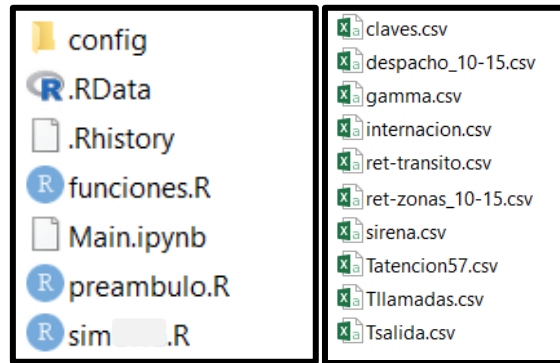 config
.RData
.Rhistory
funciones.R
Main.ipynb
preambulo.R
sim .R
claves.csv
despacho_10-15.csv
gamma.csv
internacion.csv
ret-transito.csv
ret-zonas_10-15.csv
sirena.csv
Tatencion57.csv
Tllamadas.csv
Tsalida.csv